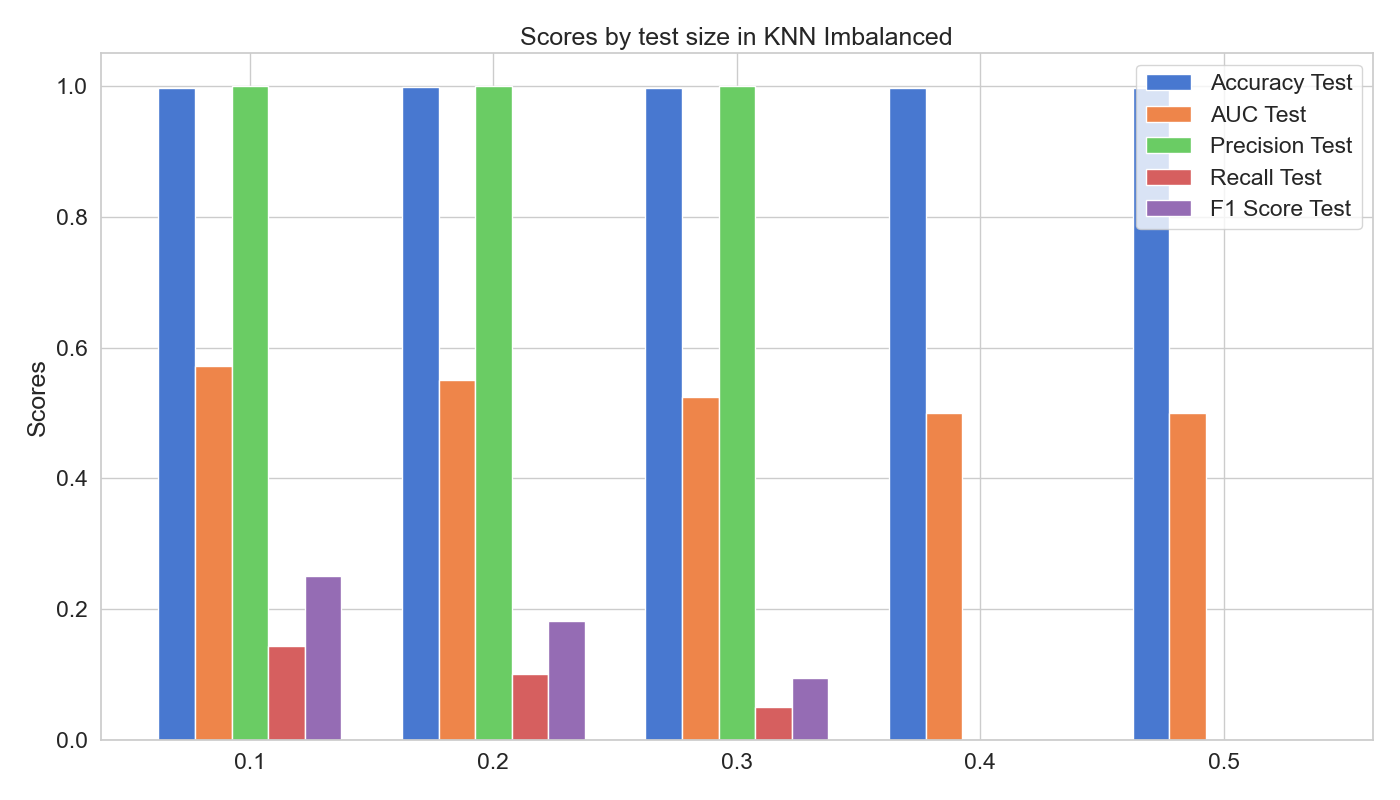 Scores by test size in KNN Imbalanced
Accuracy Test
AUC Test
Precision Test
Recall Test
F1 Score Test
Scores
1.0
0.8
0.6
0.4
0.2
0.0
0.1 0.2 0.3 0.4 0.5